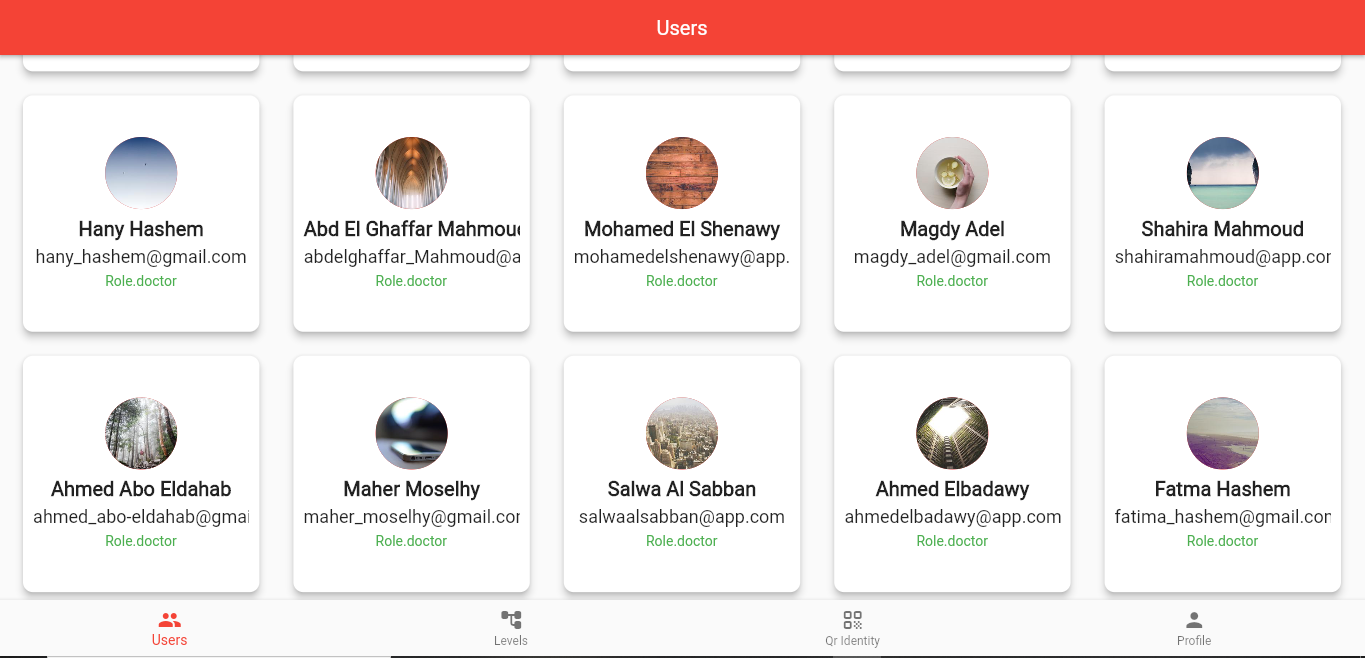 Users
Hany Hashem
hany_hashem@gmail.com
Role.doctor
Abd El Ghaffar Mahmoud
abdelghaffar_Mahmoud@a
Role.doctor
Mohamed El Shenawy
mohamedelshenawy@app.
Role.doctor
Magdy Adel
magdy_adel@gmail.com
Role.doctor
Shahira Mahmoud
shahiramahmoud@app.cor
Role.doctor
Ahmed Abo Eldahab
ahmed_abo-eldahab@gmai
Role.doctor
Maher Moselhy
maher_moselhy@gmail.cor
Role.doctor
Salwa Al Sabban
salwaalsabban@app.com
Role.doctor
Ahmed Elbadawy
ahmedelbadawy@app.com
Role.doctor
Fatma Hashem
fatima_hashem@gmail.con
Role.doctor
Users
Levels
Qr Identity
Profile